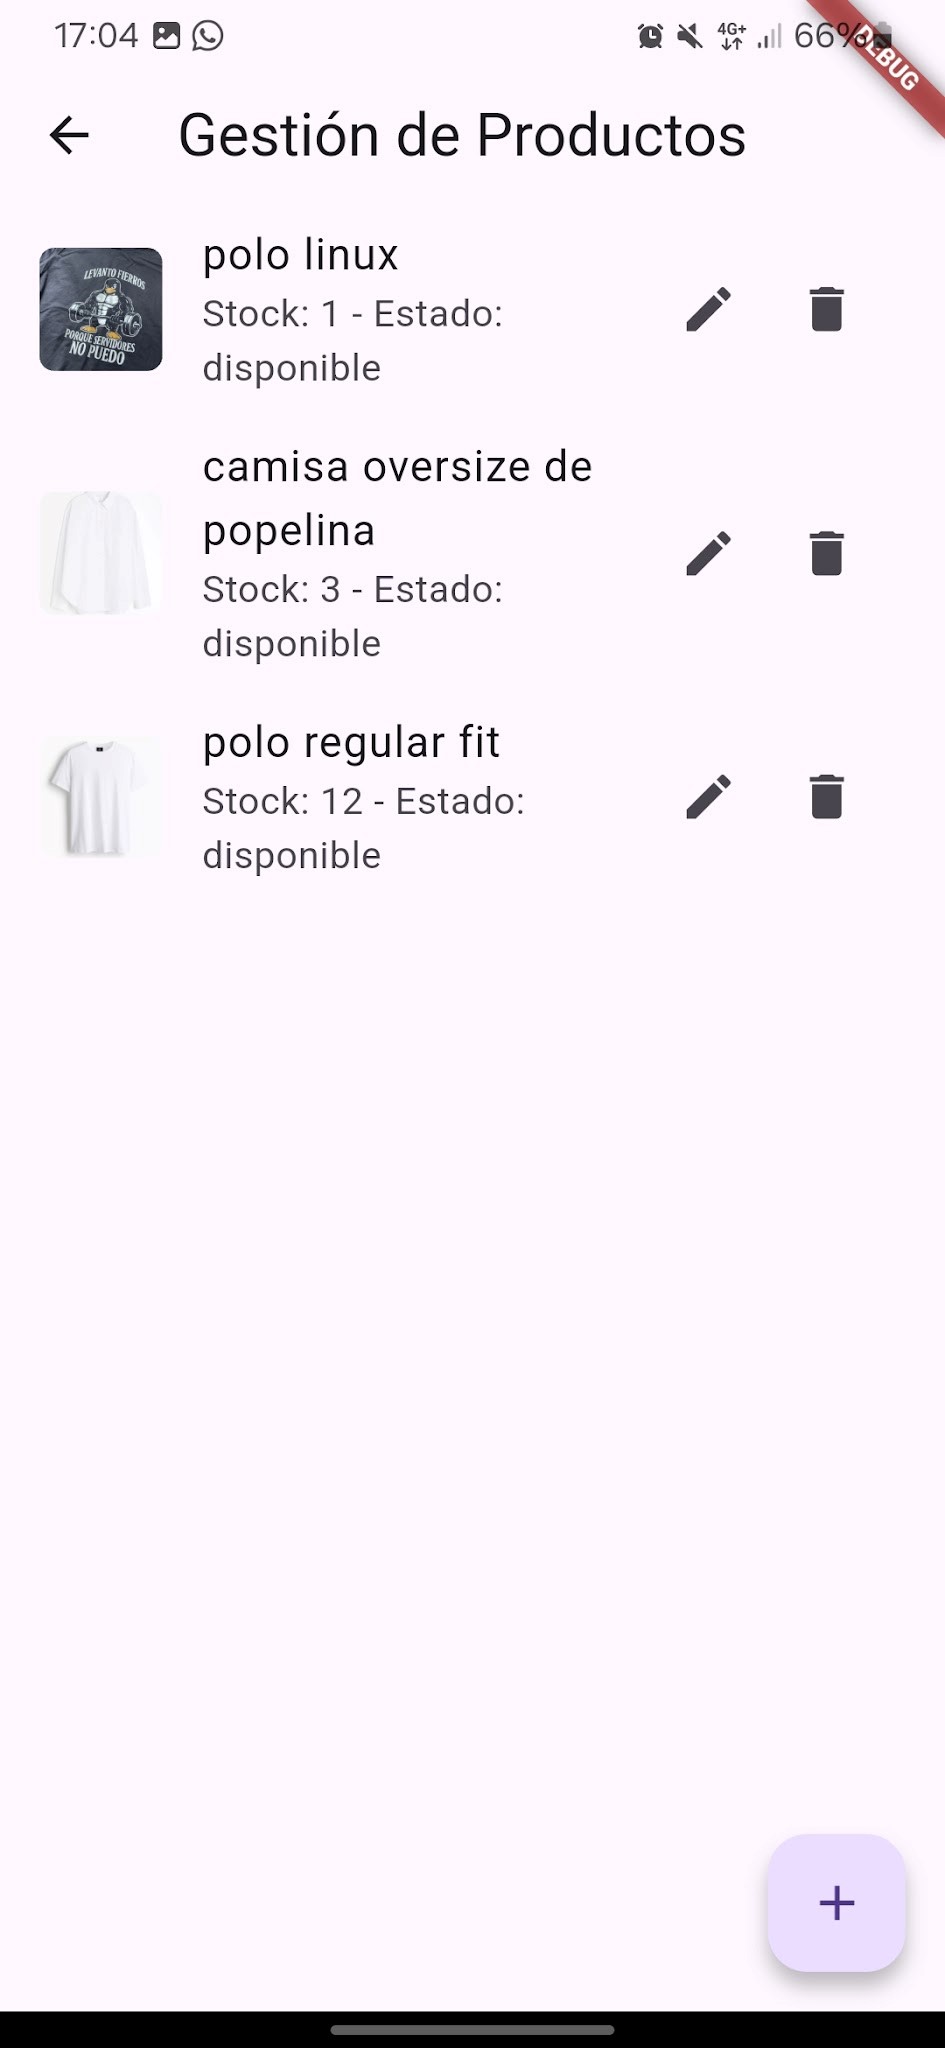 17:04
4G+
66%
DEBUG
Gestión de Productos
LEVANTO FIERROS
PORQUE SERVIDORES
NO PUEDO
polo linux
Stock: 1 - Estado:
disponible
camisa oversize de
popelina
Stock: 3 - Estado:
disponible
polo regular fit
Stock: 12 - Estado:
disponible